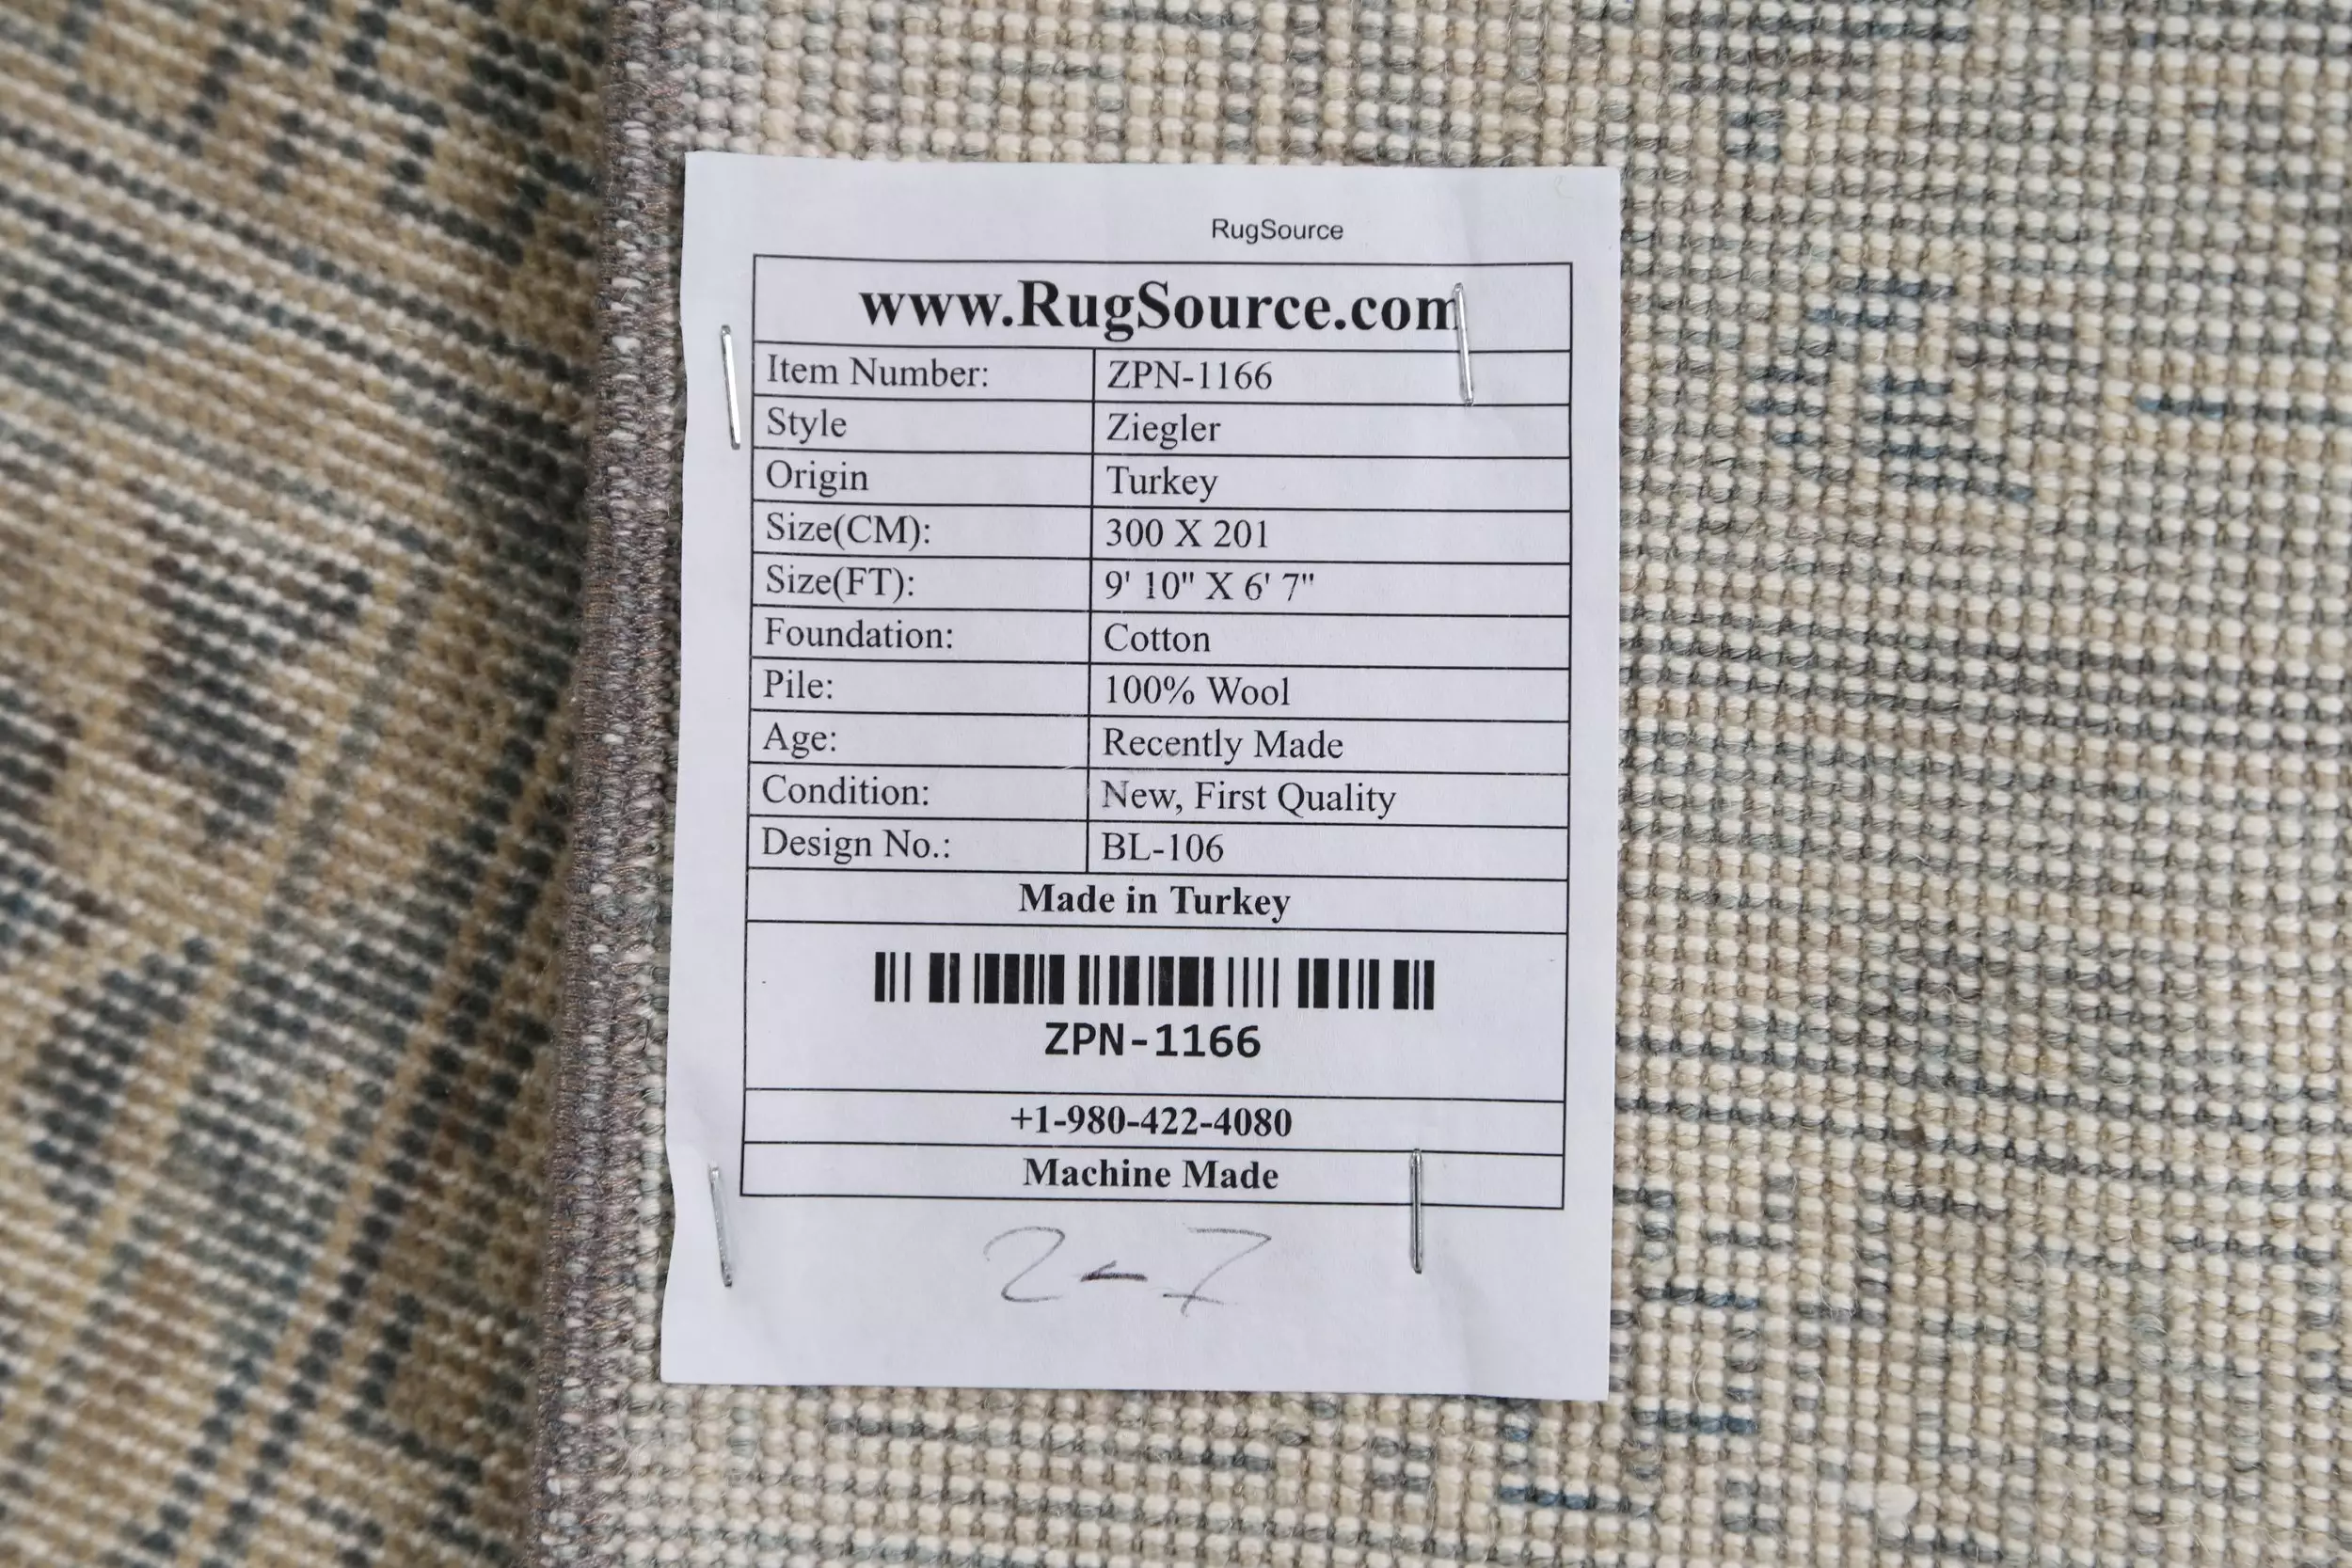 RugSource
www.RugSource.com
Item Number: ZPN-1166
Style Ziegler
Origin Turkey
Size(CM): 300 X 201
Size(FT): 9' 10" X 6' 7"
Foundation: Cotton
Pile: 100% Wool
Age: Recently Made
Condition: New, First Quality
Design No.: BL-106
Made in Turkey
ZPN-1166
+1-980-422-4080
Machine Made
2-7